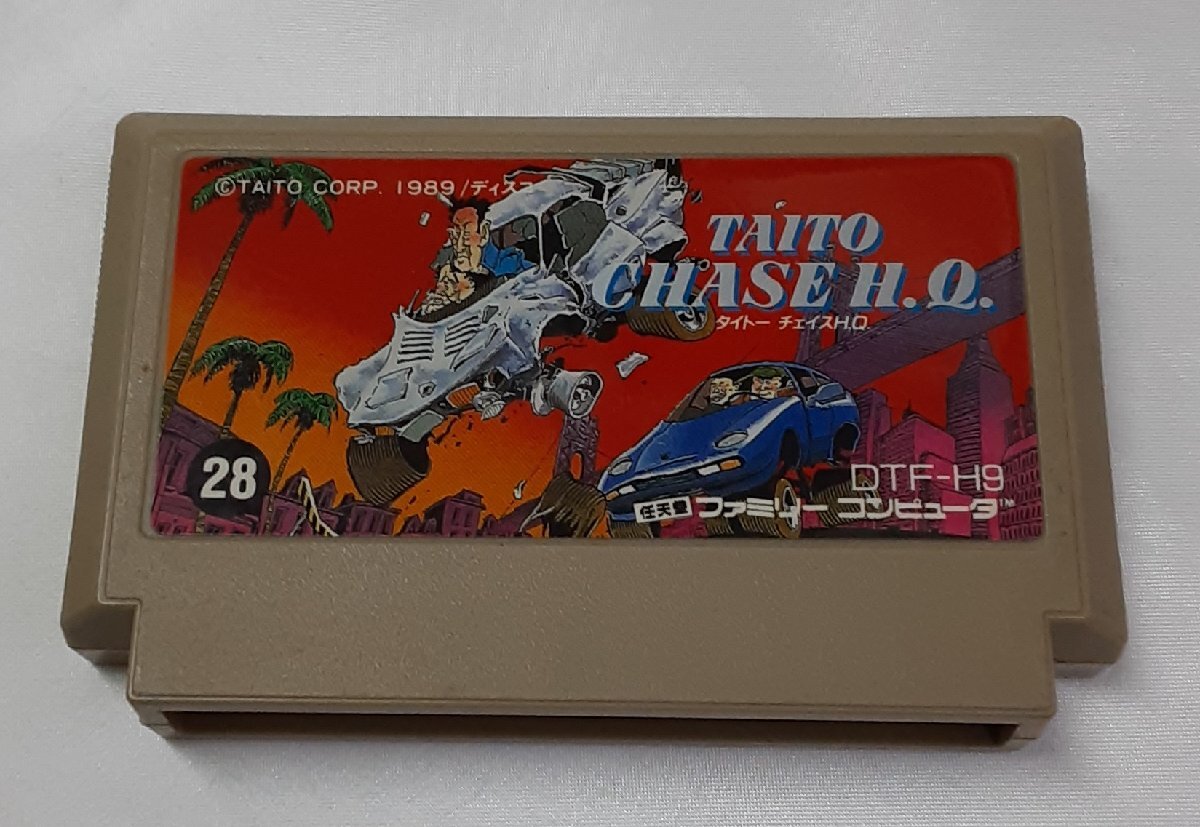 ©TAITO CORP. 1989/ディスコ
TAITO
CHASE H.Q.
タイトー チェイスH.Q.
28
DTF-H9
任天堂 ファミリー コンピュータ™